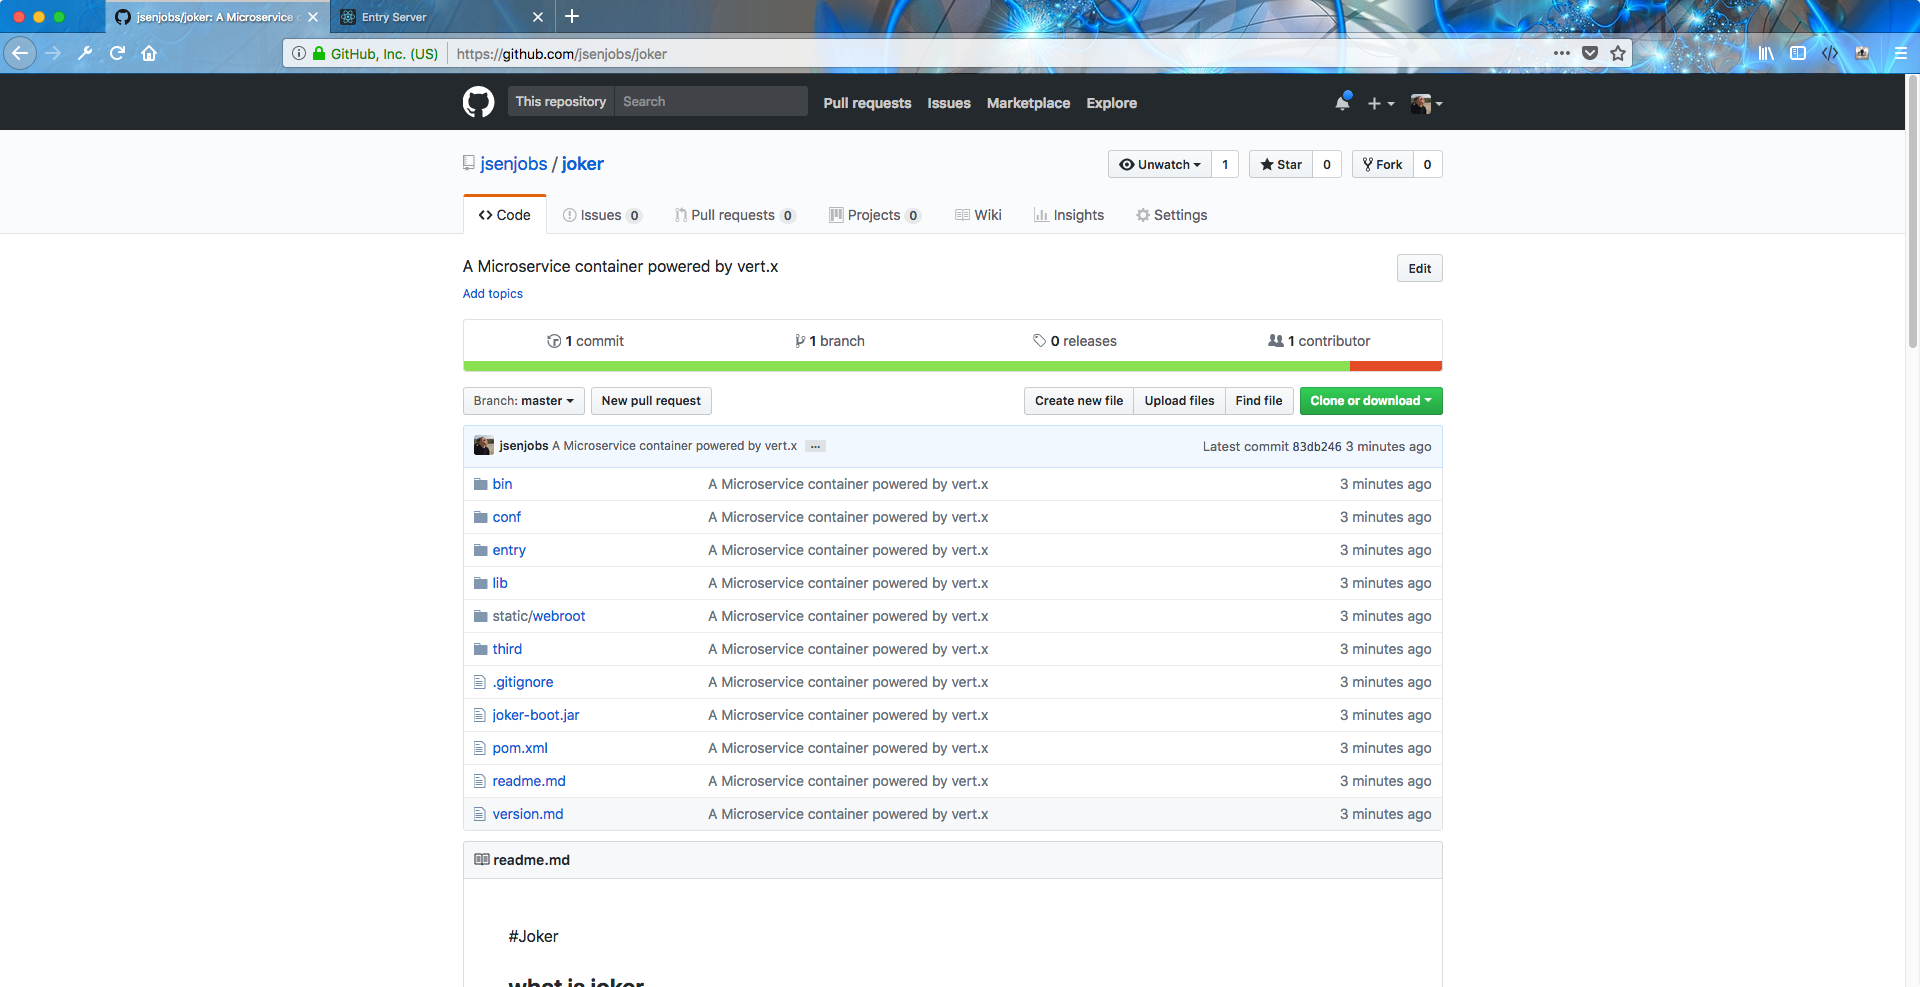 jsenjobs/joker: A Microservice c
Entry Server
GitHub, Inc. (US) https://github.com/jsenjobs/joker
This repository Search Pull requests Issues Marketplace Explore
jsenjobs / joker
Unwatch 1 Star 0 Fork 0
Code Issues 0 Pull requests 0 Projects 0 Wiki Insights Settings
A Microservice container powered by vert.x
Edit
Add topics
1 commit 1 branch 0 releases 1 contributor
Branch: master New pull request Create new file Upload files Find file Clone or download
jsenjobs A Microservice container powered by vert.x ... Latest commit 83db246 3 minutes ago
bin A Microservice container powered by vert.x 3 minutes ago
conf A Microservice container powered by vert.x 3 minutes ago
entry A Microservice container powered by vert.x 3 minutes ago
lib A Microservice container powered by vert.x 3 minutes ago
static/webroot A Microservice container powered by vert.x 3 minutes ago
third A Microservice container powered by vert.x 3 minutes ago
.gitignore A Microservice container powered by vert.x 3 minutes ago
joker-boot.jar A Microservice container powered by vert.x 3 minutes ago
pom.xml A Microservice container powered by vert.x 3 minutes ago
readme.md A Microservice container powered by vert.x 3 minutes ago
version.md A Microservice container powered by vert.x 3 minutes ago
readme.md
#Joker
what is joker